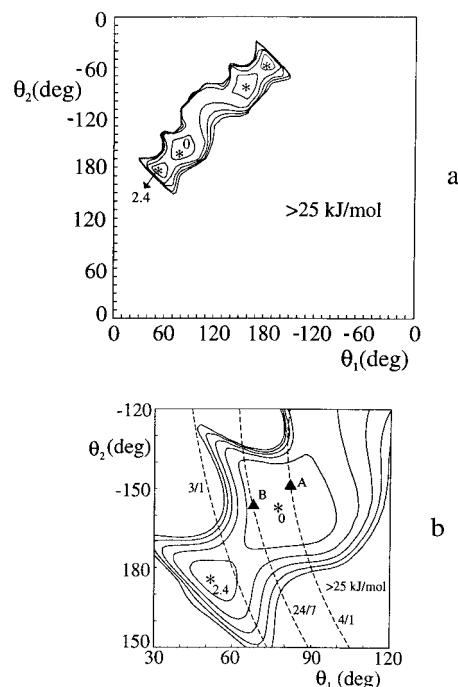 0
-60
θ₂(deg)
-120
180
120
60
0
* 0
*
2.4
>25 kJ/mol
a
0 60 120 180 -120 -60 0
θ₁(deg)
-120
θ₂
(deg)
-150
180
150
3/1
B
A
*
0
*
2.4
>25 kJ/mol
24/7
4/1
b
30 60 90 120
θ₁ (deg)